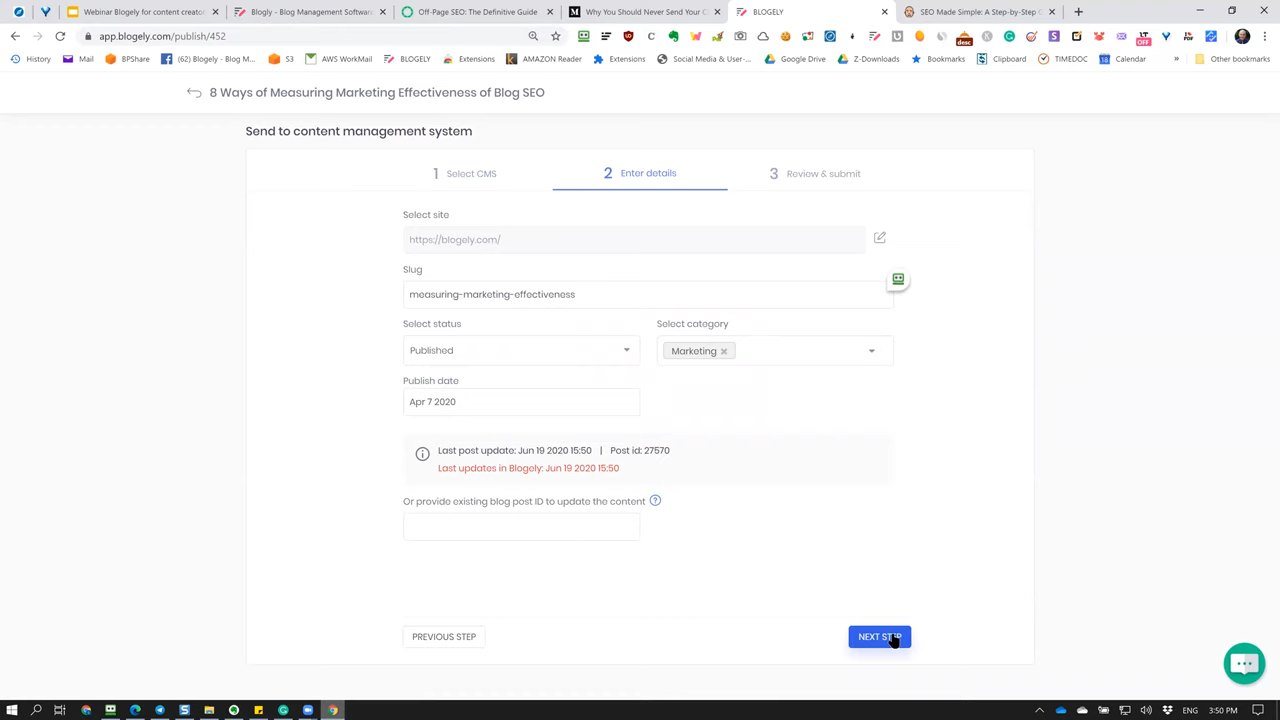 Webinar Blogely for content creato
Blogly - Blog Management Software
Off-Page SEO: The Definitive Guide
Why You Should Never Send Your C
BLOGELY
SEO Made Simple: A Step-by-Step G
app.blogely.com/publish/452
History
Mail
BPShare
(62) Blogely - Blog M...
S3
AWS WorkMail
BLOGELY
Extensions
AMAZON Reader
Extensions
Social Media & User-...
Google Drive
Z-Downloads
Bookmarks
Clipboard
TIMEDOC
Calendar
»
Other bookmarks
8 Ways of Measuring Marketing Effectiveness of Blog SEO
Send to content management system
1 Select CMS
2 Enter details
3 Review & submit
Select site
https://blogely.com/
Slug
measuring-marketing-effectiveness
Select status
Select category
Published
Marketing ×
Publish date
Apr 7 2020
Last post update: Jun 19 2020 15:50 | Post id: 27570
Last updates in Blogely: Jun 19 2020 15:50
Or provide existing blog post ID to update the content ?
PREVIOUS STEP
NEXT STEP
ENG
3:50 PM